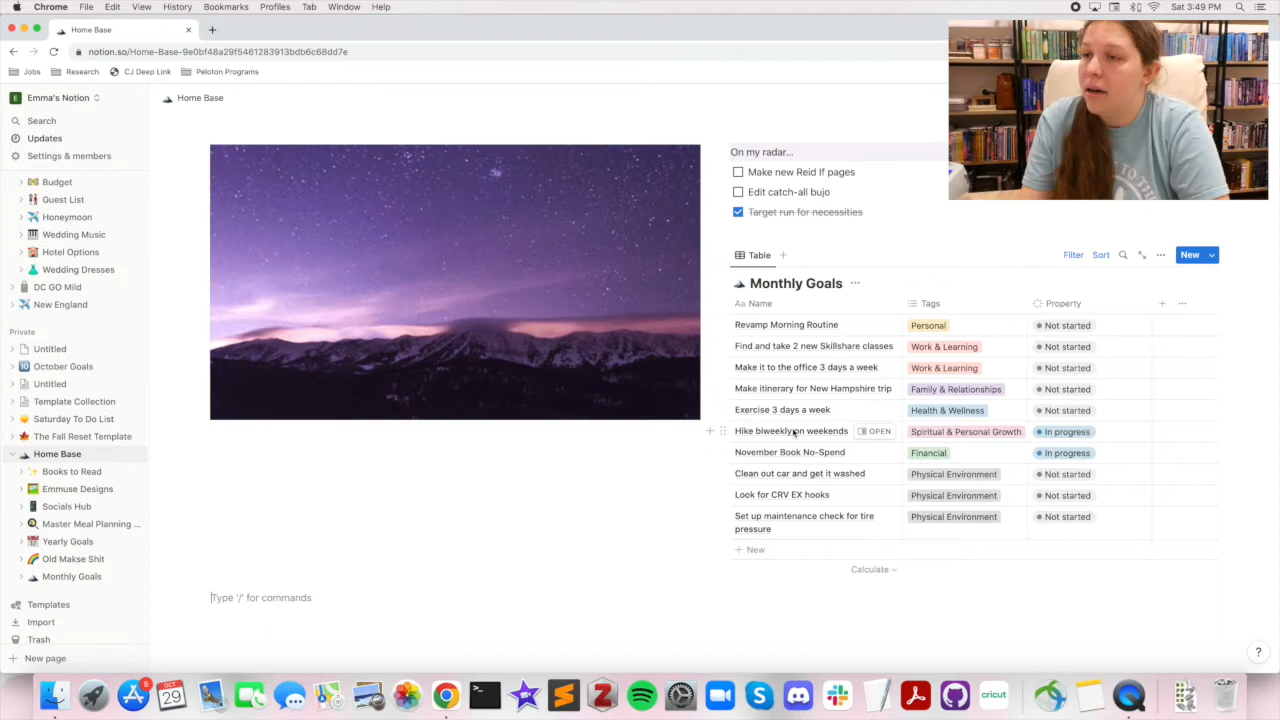 Chrome File Edit View History Bookmarks Profiles Tab Window Help Sat 3:49 PM
Home Base
notion.so/Home-Base-9e0bf48a29f5461283913bdb6c68dd7e
Jobs Research CJ Deep Link Peloton Programs
E Emma's Notion
Home Base
Search
Updates
Settings & members
Budget
Guest List
Honeymoon
Wedding Music
Hotel Options
Wedding Dresses
DC GO Mild
New England
Private
Untitled
October Goals
Untitled
Template Collection
Saturday To Do List
The Fall Reset Template
Home Base
Books to Read
Emmuse Designs
Socials Hub
Master Meal Planning ...
Yearly Goals
Old Makse Shit
Monthly Goals
Templates
Import
Trash
New page
On my radar...
Make new Reid If pages
Edit catch-all bujo
Target run for necessities
Table Filter Sort New
Monthly Goals
Aa Name Tags Property
Revamp Morning Routine Personal Not started
Find and take 2 new Skillshare classes Work & Learning Not started
Make it to the office 3 days a week Work & Learning Not started
Make itinerary for New Hampshire trip Family & Relationships Not started
Exercise 3 days a week Health & Wellness Not started
Hike biweekly on weekends OPEN Spiritual & Personal Growth In progress
November Book No-Spend Financial In progress
Clean out car and get it washed Physical Environment Not started
Look for CRV EX hooks Physical Environment Not started
Set up maintenance check for tire Physical Environment Not started
pressure
New
Calculate
Type '/' for commands
?
5 OCT 29 cricut